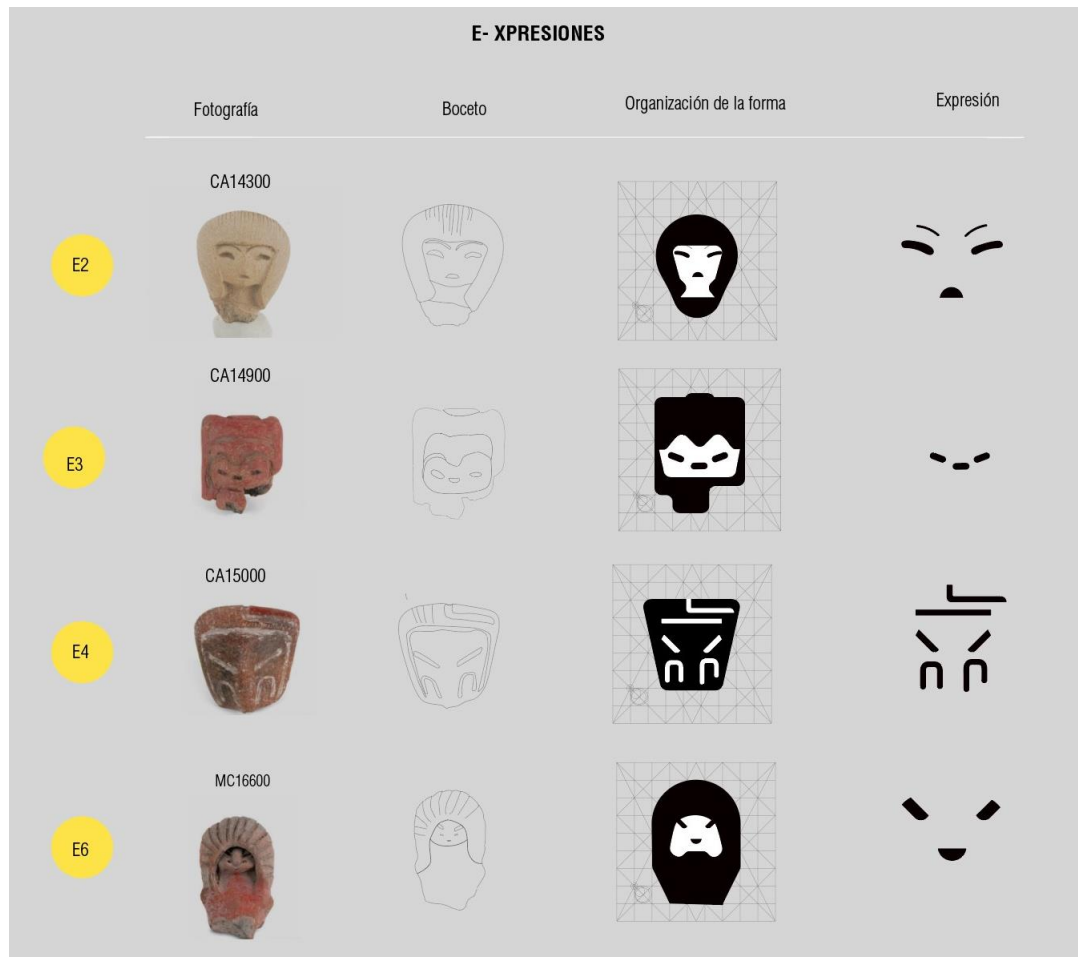 E- XPRESIONES
Fotografía
Boceto
Organización de la forma
Expresión
CA14300
E2
CA14900
E3
CA15000
E4
MC16600
E6